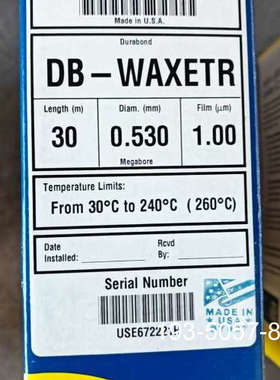 Made in U.S.A.
Durabond
DB – WAXETR
Length (m) Diam. (mm) Film (µm)
30 0.530 1.00
Megabore
Temperature Limits:
From 30°C to 240°C ( 260°C)
Date Installed: Rcvd By:
Serial Number
MADE IN USA